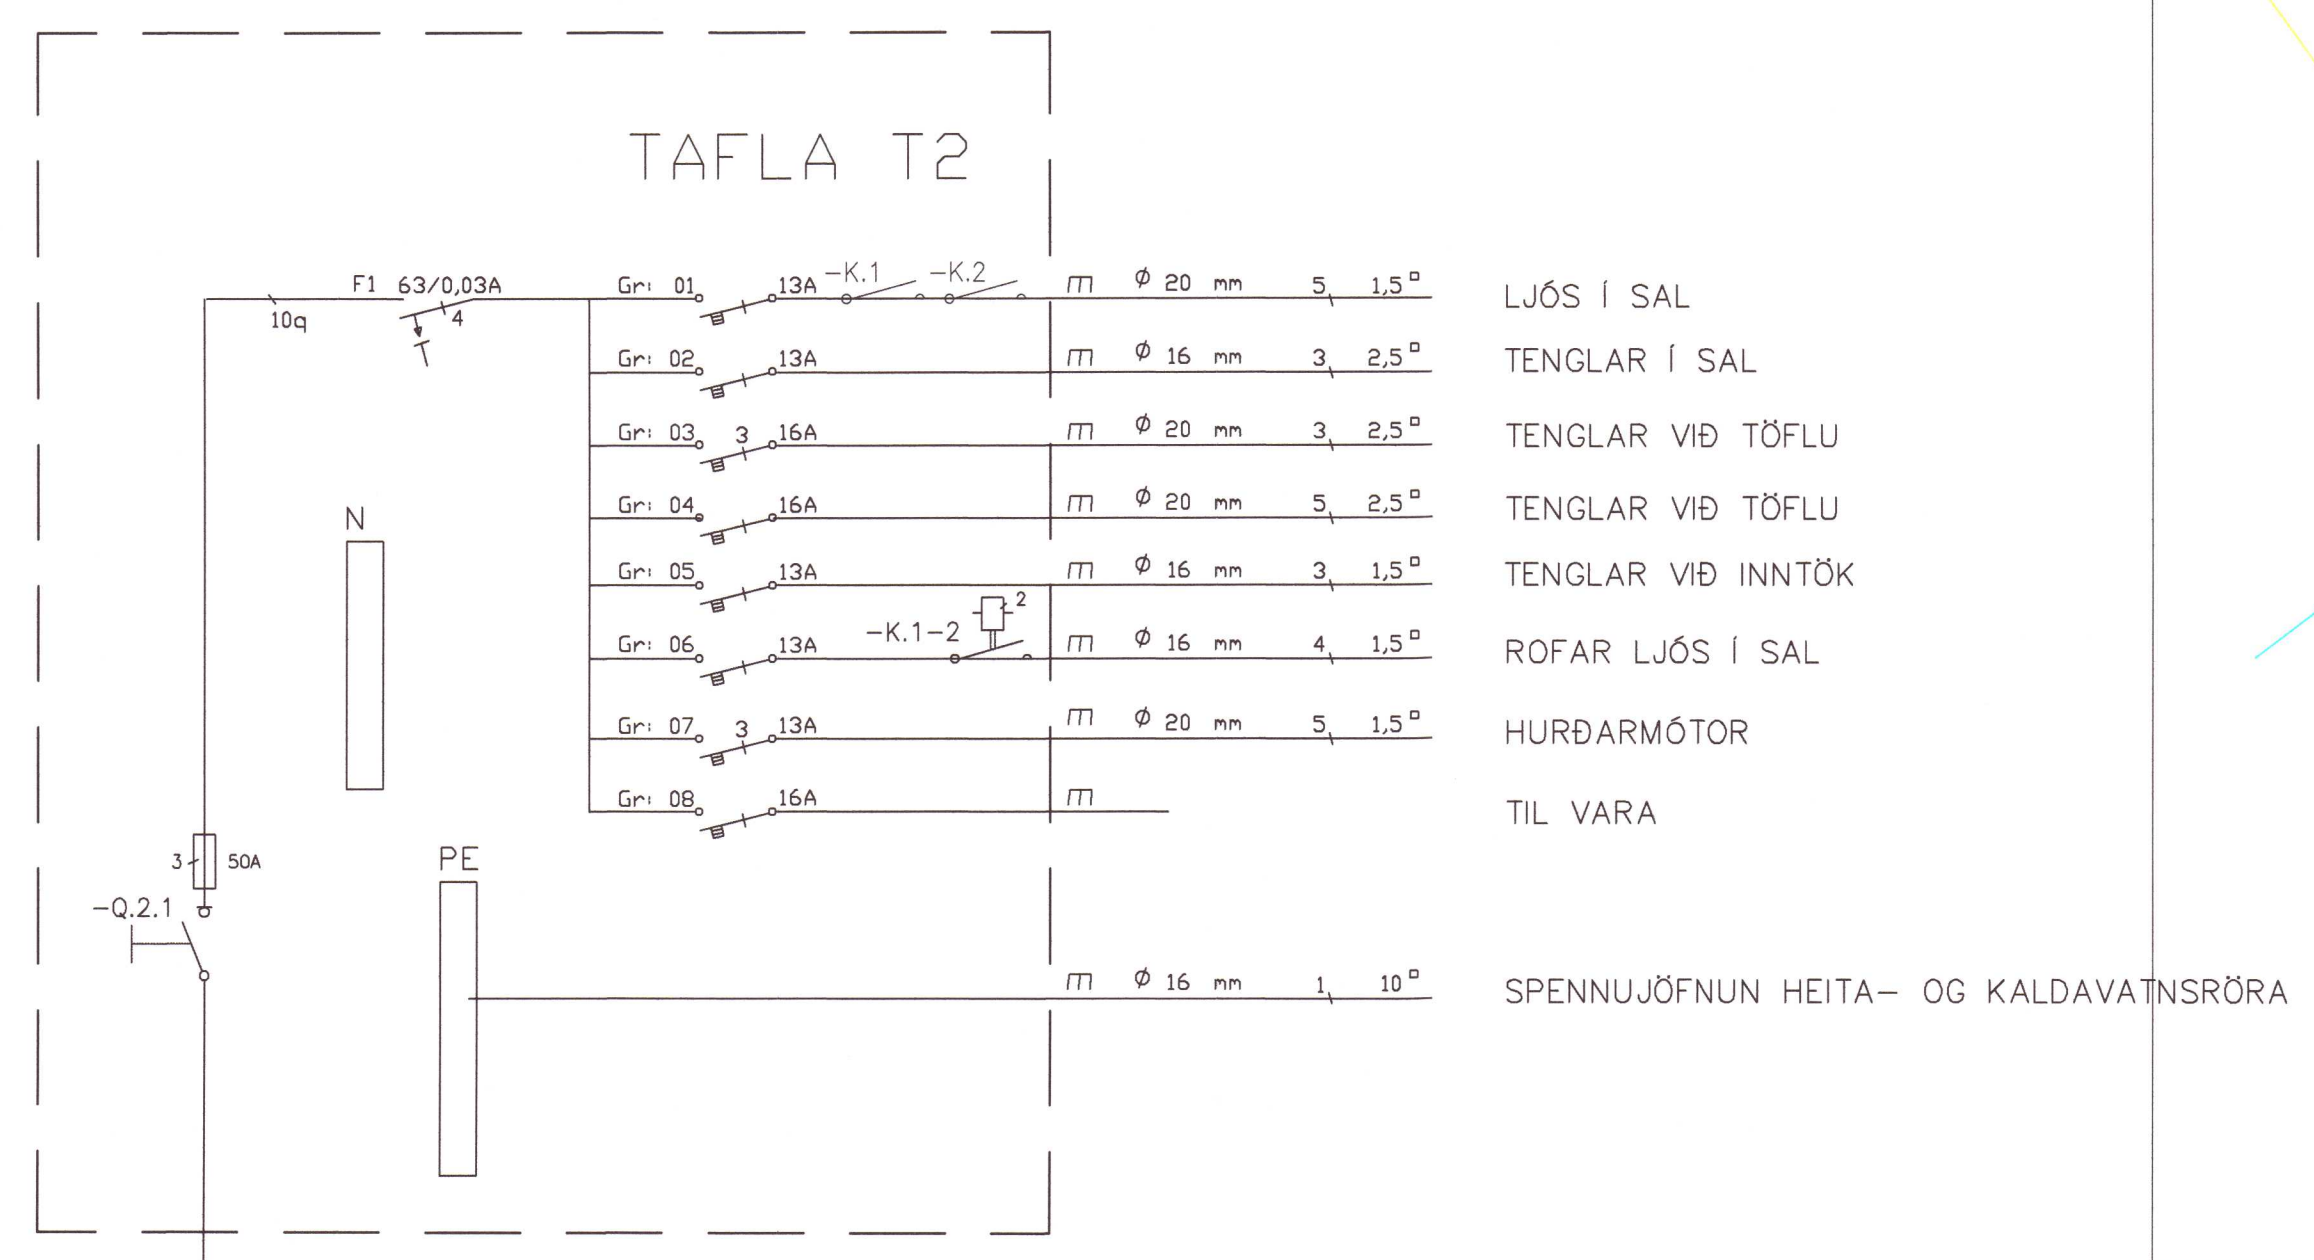 TAFLA T2
F1 63/0,03A
10q
4
Gr: 01 13A -K.1 -K.2 m Ø 20 mm 5 1,5□ LJÓS Í SAL
Gr: 02 13A m Ø 16 mm 3 2,5□ TENGLAR Í SAL
Gr: 03 3 16A m Ø 20 mm 3 2,5□ TENGLAR VIÐ TÖFLU
Gr: 04 16A m Ø 20 mm 5 2,5□ TENGLAR VIÐ TÖFLU
N
Gr: 05 13A m Ø 16 mm 3 1,5□ TENGLAR VIÐ INNTÖK
2
Gr: 06 13A -K.1-2 m Ø 16 mm 4 1,5□ ROFAR LJÓS Í SAL
Gr: 07 3 13A m Ø 20 mm 5 1,5□ HURÐARMÓTOR
Gr: 08 16A m TIL VARA
3 50A
PE
-Q.2.1
m Ø 16 mm 1 10□ SPENNUJÖFNUN HEITA- OG KALDAVATNSRÖRA